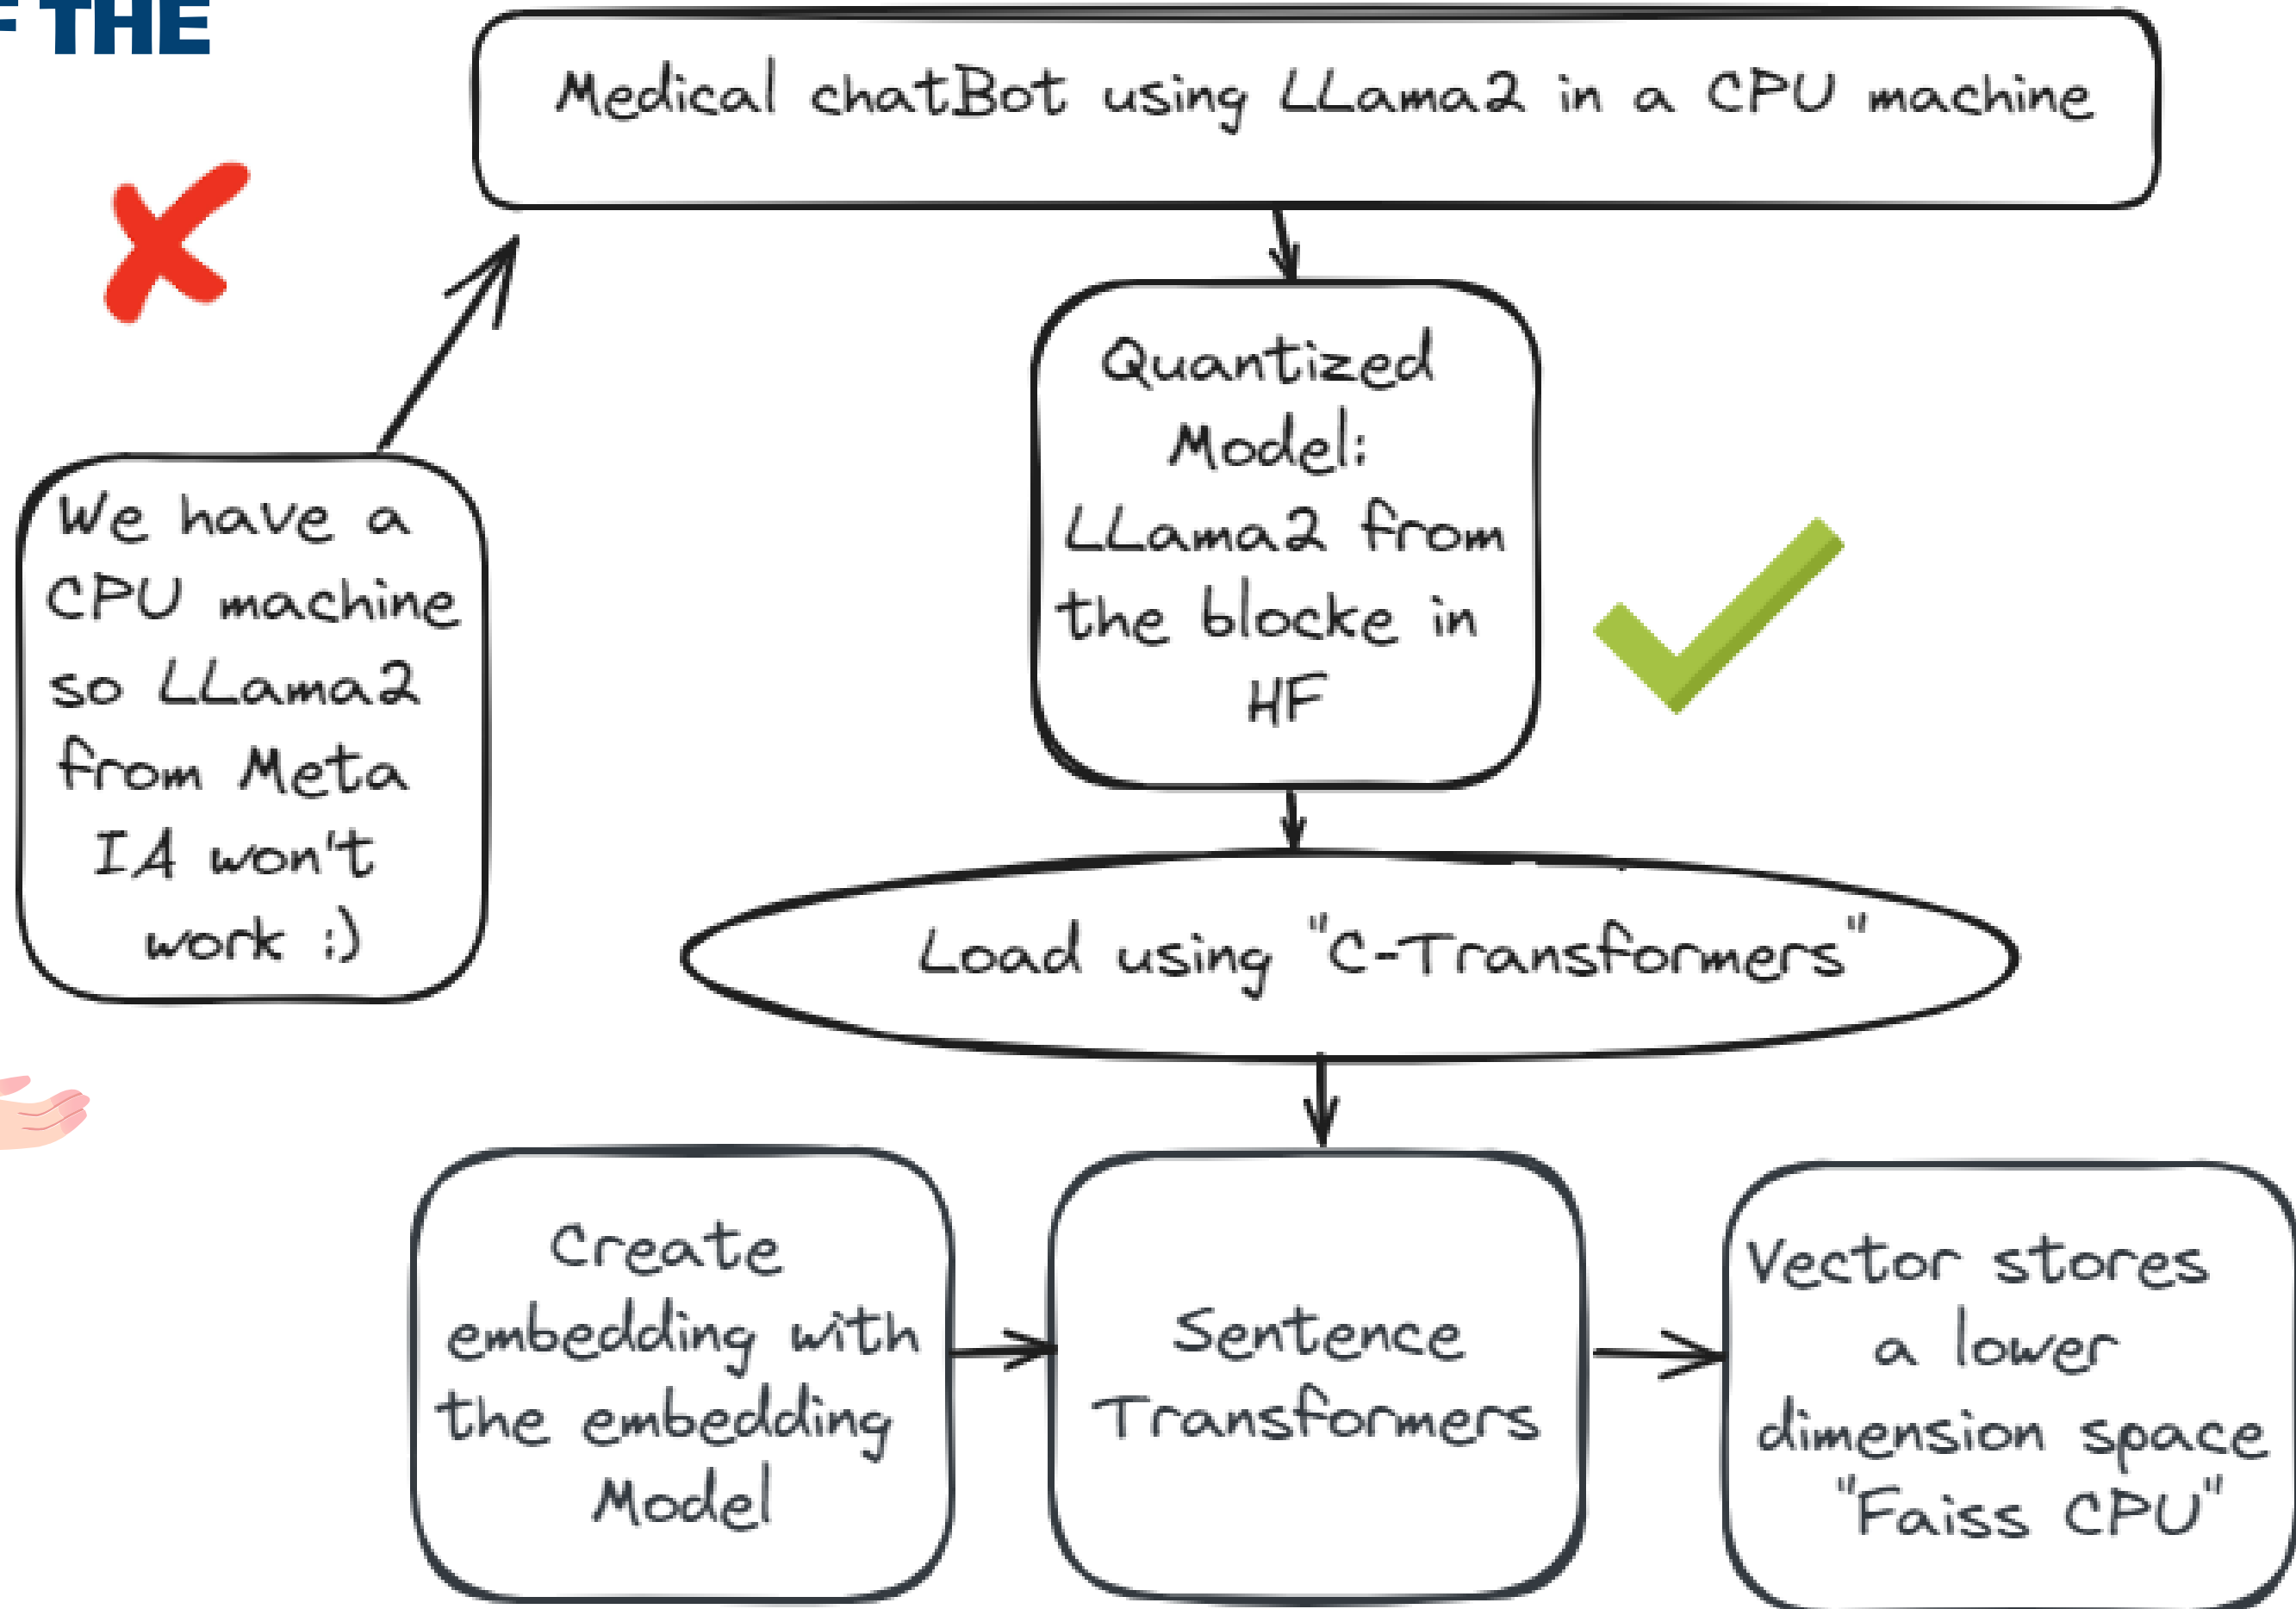 THE
Medical chatBot using LLama2 in a CPU machine
We have a
CPU machine
so LLama2
from Meta
IA won't
work :)
Quantized
Model:
LLama2 from
the blocke in
HF
Load using "C-Transformers"
Create
embedding with
the embedding
Model
Sentence
Transformers
Vector stores
a lower
dimension space
"Faiss CPU"